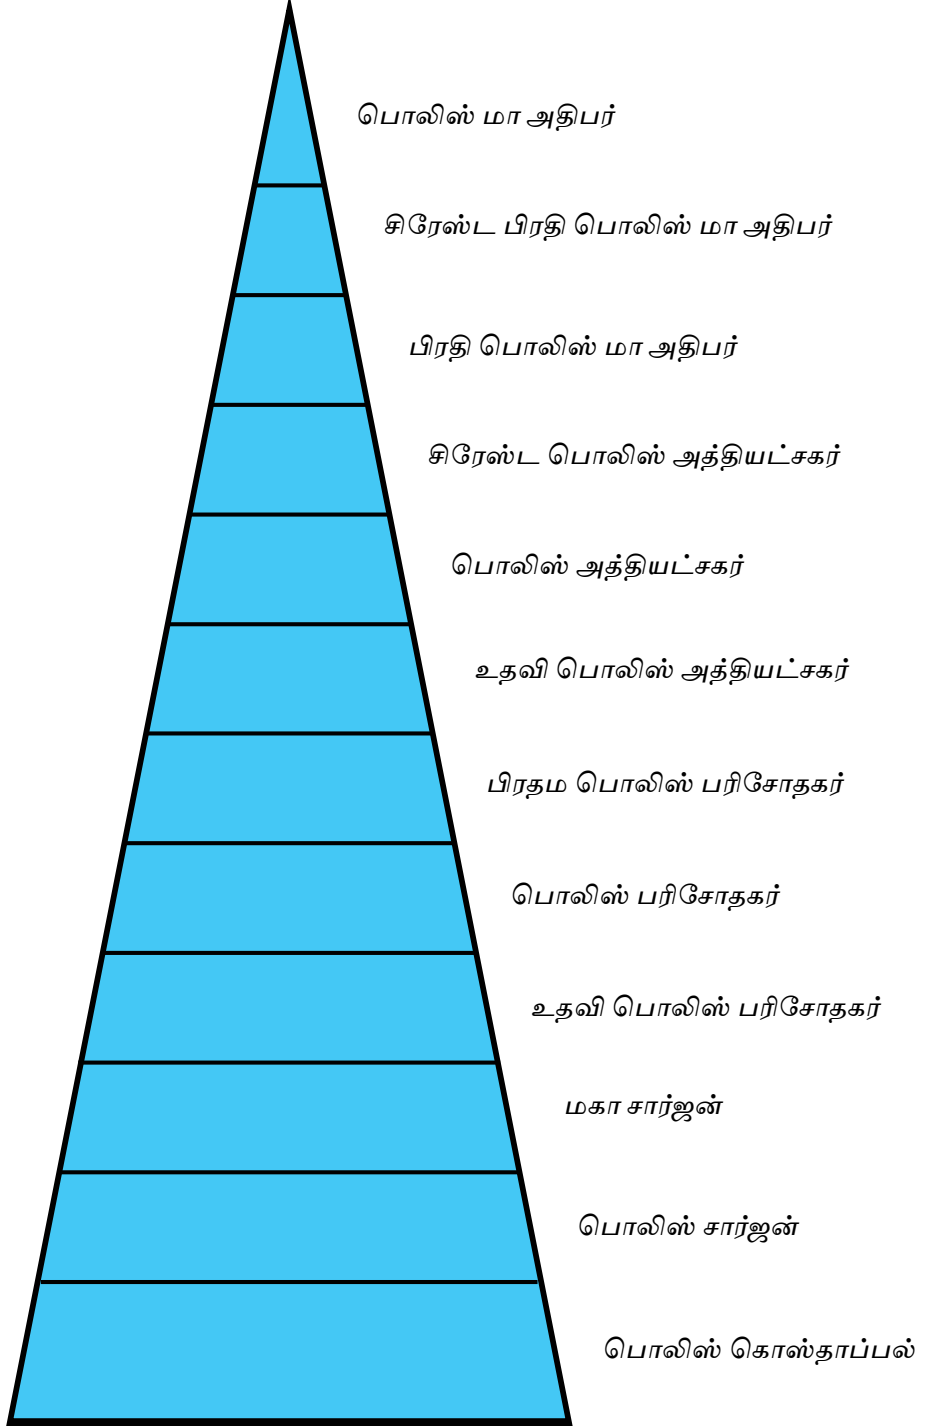 பொலிஸ் மா அதிபர்
சிரேஸ்ட பிரதி பொலிஸ் மா அதிபர்
பிரதி பொலிஸ் மா அதிபர்
சிரேஸ்ட பொலிஸ் அத்தியட்சகர்
பொலிஸ் அத்தியட்சகர்
உதவி பொலிஸ் அத்தியட்சகர்
பிரதம பொலிஸ் பரிசோதகர்
பொலிஸ் பரிசோதகர்
உதவி பொலிஸ் பரிசோதகர்
மகா சார்ஜன்
பொலிஸ் சார்ஜன்
பொலிஸ் கொஸ்தாப்பல்